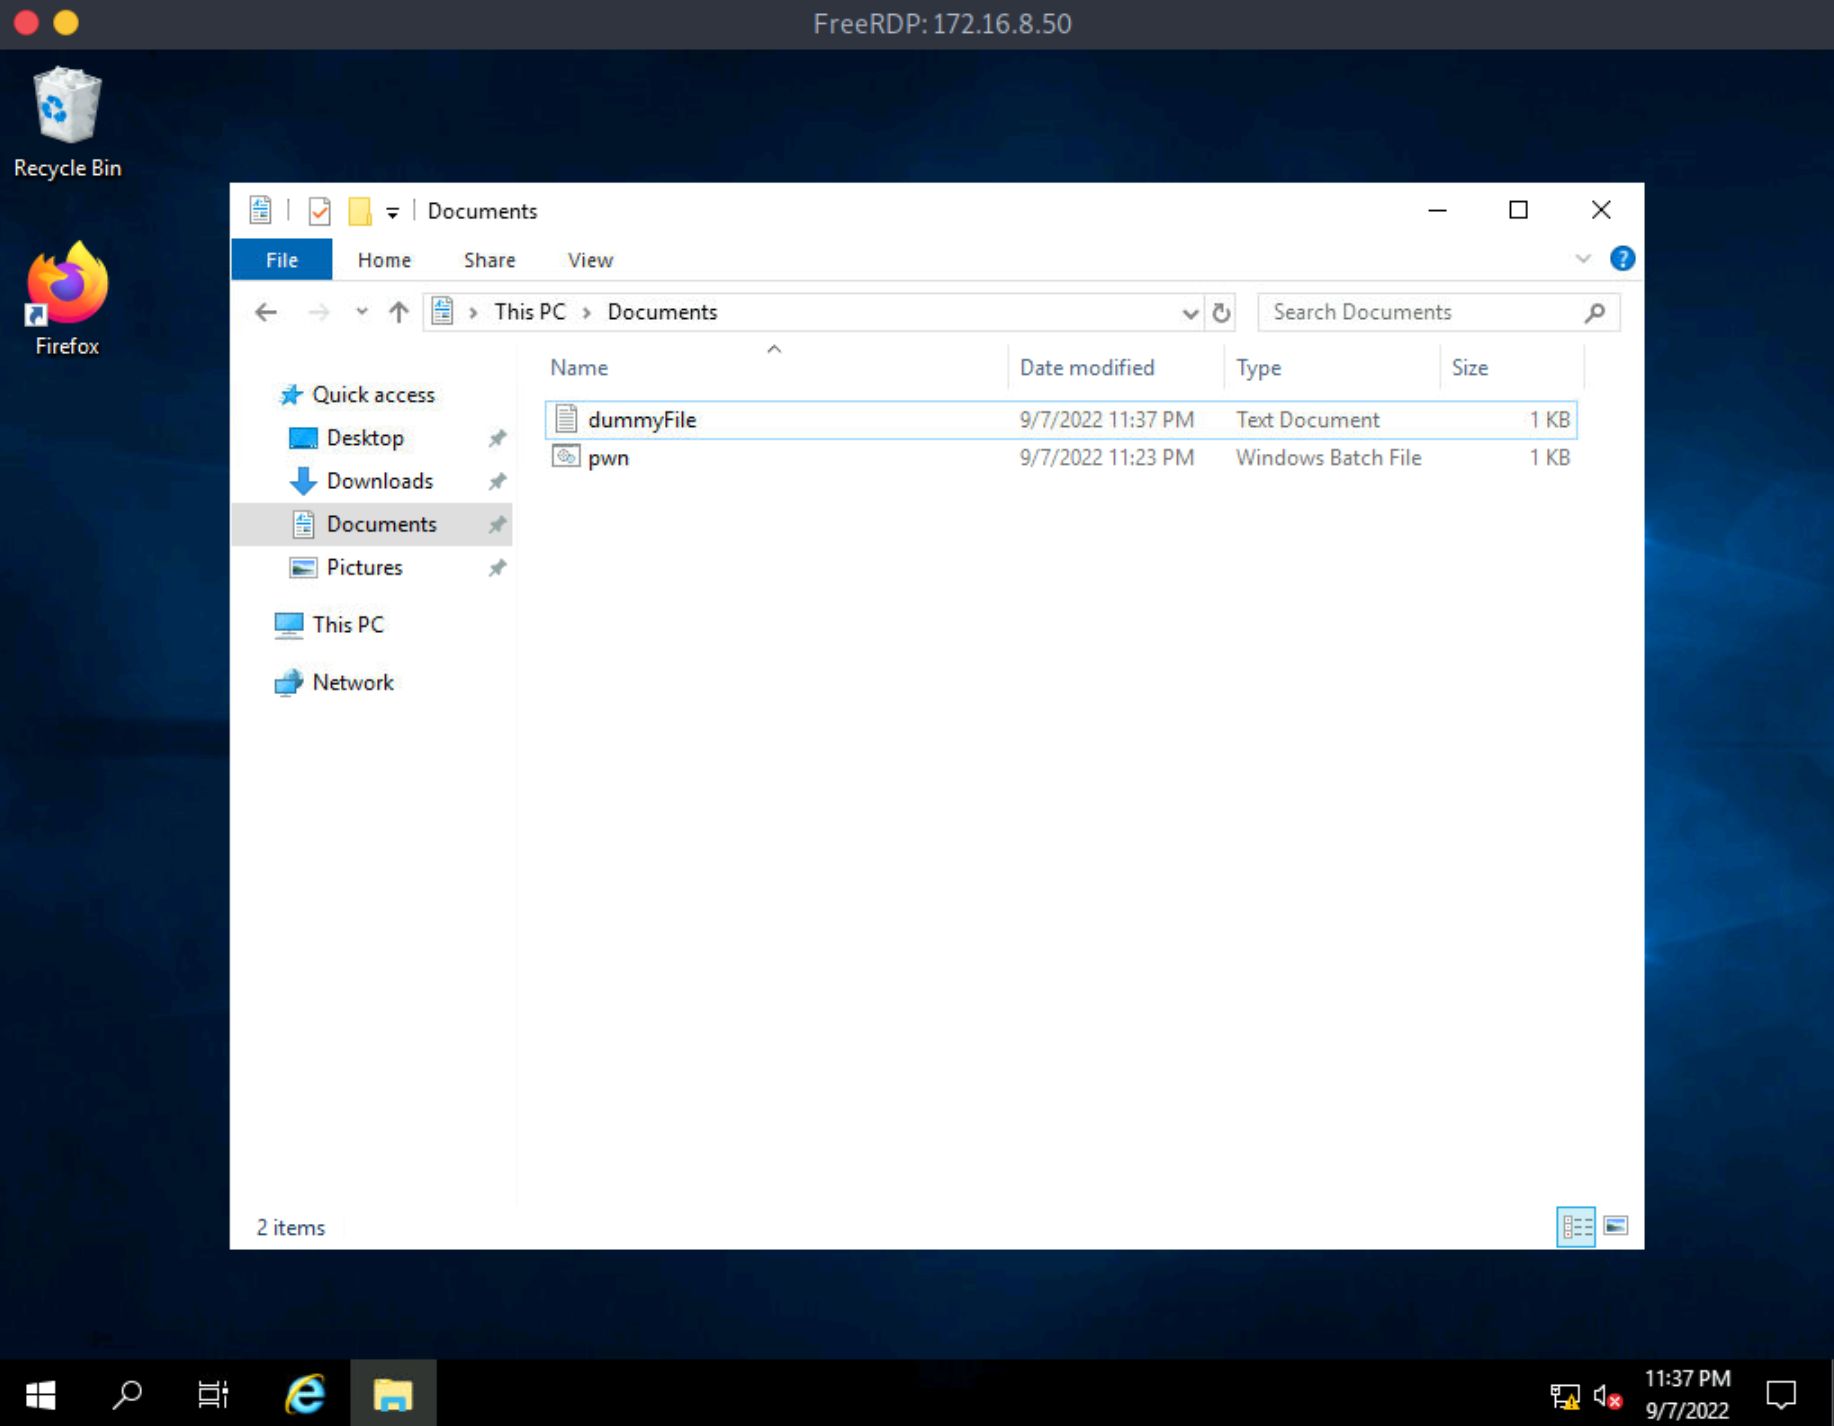 FreeRDP: 172.16.8.50
Recycle Bin
Firefox
Documents
File Home Share View
This PC Documents
Search Documents
Name Date modified Type Size
Quick access
Desktop
Downloads
Documents
Pictures
This PC
Network
dummyFile 9/7/2022 11:37 PM Text Document 1 KB
pwn 9/7/2022 11:23 PM Windows Batch File 1 KB
2 items
11:37 PM
9/7/2022